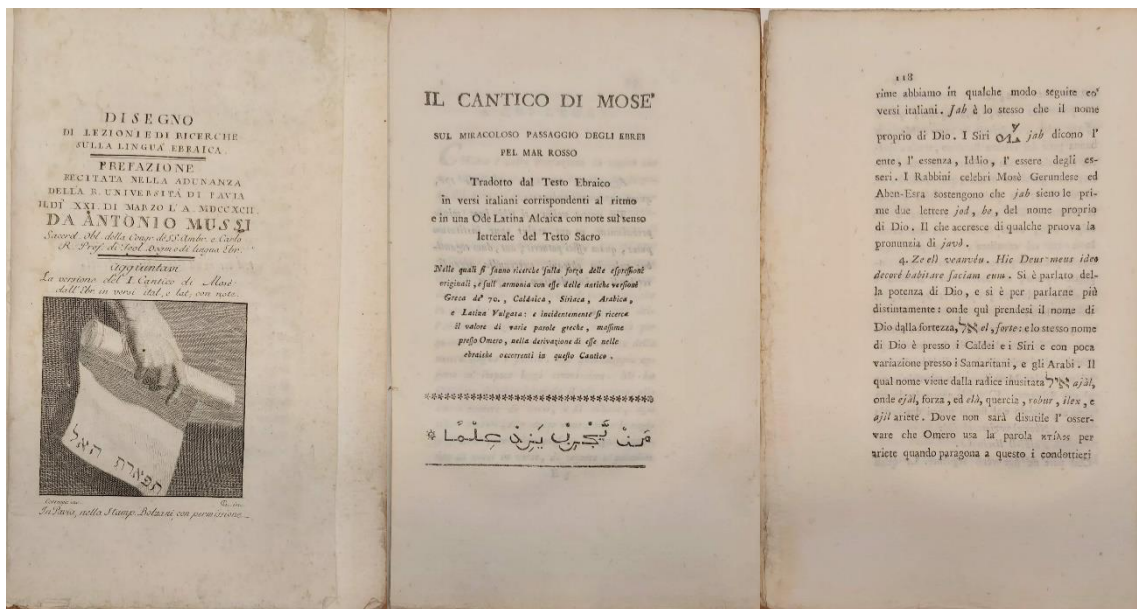 DISEGNO
DI LEZIONI E DI RICERCHE
SULLA LINGUA EBRAICA.
PREFAZIONE
RECITATA NELLA ADUNANZA
DELLA R. UNIVERSITÀ DI PAVIA
IL DÌ XXI. DI MARZO L' A. MDCCXCII.
DA ANTONIO MUSSI
Sacerd. Obl. della Congr. de' SS. Ambr. e Carlo
R. Prof. di Teol. Dogm. e di lingua Ebr.
Aggiuntavi
La versione del I. Cantico di Mosè
dall' Ebr. in versi ital. e lat. con note.
תפארת האל
In Pavia, nella Stamp. Bolzani, con permissione.
IL CANTICO DI MOSE'
SUL MIRACOLOSO PASSAGGIO DEGLI EBREI
PEL MAR ROSSO
Tradotto dal Testo Ebraico
in versi italiani corrispondenti al ritmo
e in una Ode Latina Alcaica con note sul senso
letterale del Testo Sacro
Nelle quali si fanno ricerche sulla forza delle espressioni
originali, e sull' armonia con esse delle antiche versioni
Greca de' 70. , Caldaica, Siriaca, Arabica,
e Latina Vulgata: e incidentemente si ricerca
il valore di varie parole greche, massime
presso Omero, nella derivazione di esse dalle
ebraiche occorrenti in questo Cantico.
118
rime abbiamo in qualche modo seguite co'
versi italiani. Jah è lo stesso che il nome
proprio di Dio. I Siri jah dicono l'
ente, l' essenza, Iddio, l' essere degli es-
seri. I Rabbini celebri Mosè Gerundese ed
Aben-Esra sostengono che jah sieno le pri-
me due lettere jod, he, del nome proprio
di Dio. Il che accresce di qualche pruova la
pronunzia di javò.
4. Ze ell veauvéu. Hic Deus meus ideo
decoré habitare faciam eum. Si è parlato del-
la potenza di Dio, e si è per parlarne più
distintamente: onde qui prendesi il nome di
Dio dalla fortezza, אל el, forte: e lo stesso nome
di Dio è presso i Caldei e i Siri e con poca
variazione presso i Samaritani, e gli Arabi. Il
qual nome viene dalla radice inusitata איל ajàl,
onde ejàl, forza, ed elà, quercia, robur, ilex, e
ajil ariete. Dove non sarà disutile l' osser-
vare che Omero usa la parola κτίλος per
ariete quando paragona a questo i condottieri